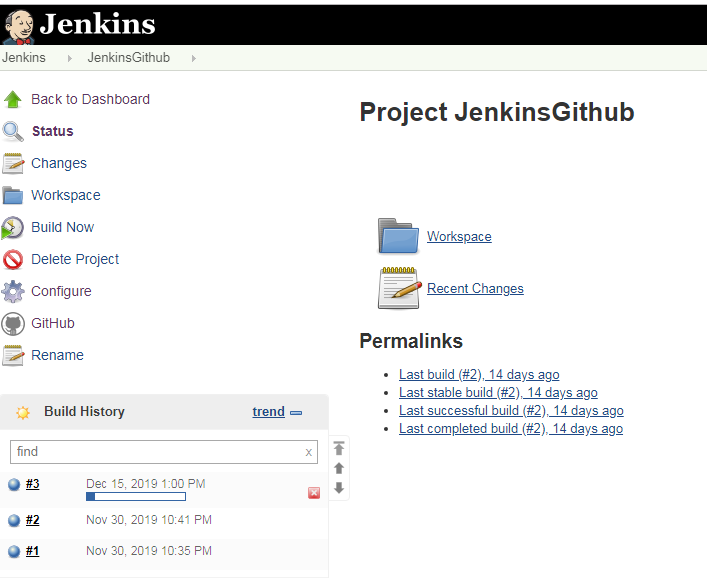 Jenkins
Jenkins JenkinsGithub
Back to Dashboard
Status
Changes
Workspace
Build Now
Delete Project
Configure
GitHub
Rename
Build History trend
find x
#3 Dec 15, 2019 1:00 PM
#2 Nov 30, 2019 10:41 PM
#1 Nov 30, 2019 10:35 PM
Project JenkinsGithub
Workspace
Recent Changes
Permalinks
Last build (#2), 14 days ago
Last stable build (#2), 14 days ago
Last successful build (#2), 14 days ago
Last completed build (#2), 14 days ago